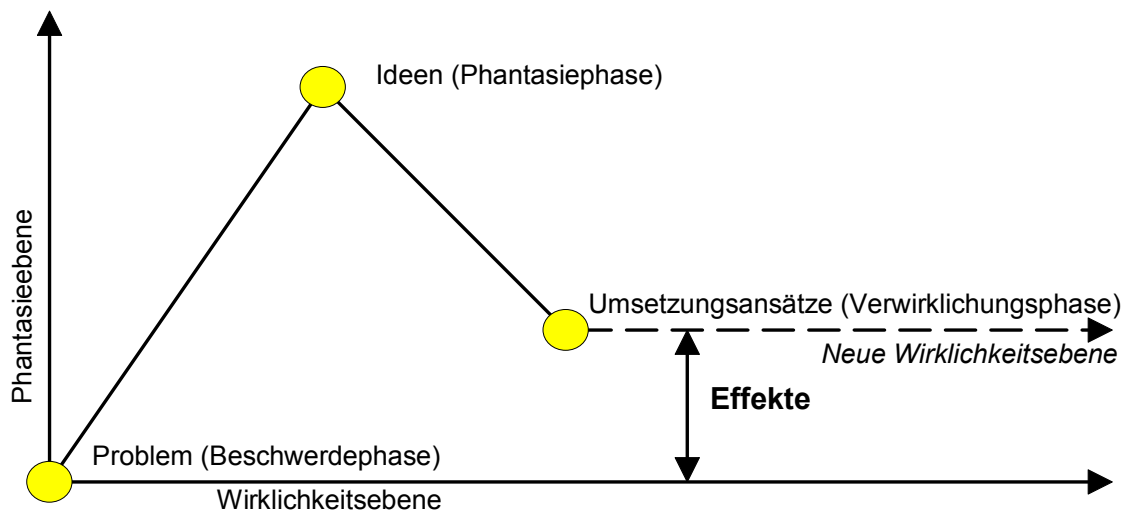 Ideen (Phantasiephase)
Phantasieebene
Umsetzungsansätze (Verwirklichungsphase)
Neue Wirklichkeitsebene
Effekte
Problem (Beschwerdephase)
Wirklichkeitsebene